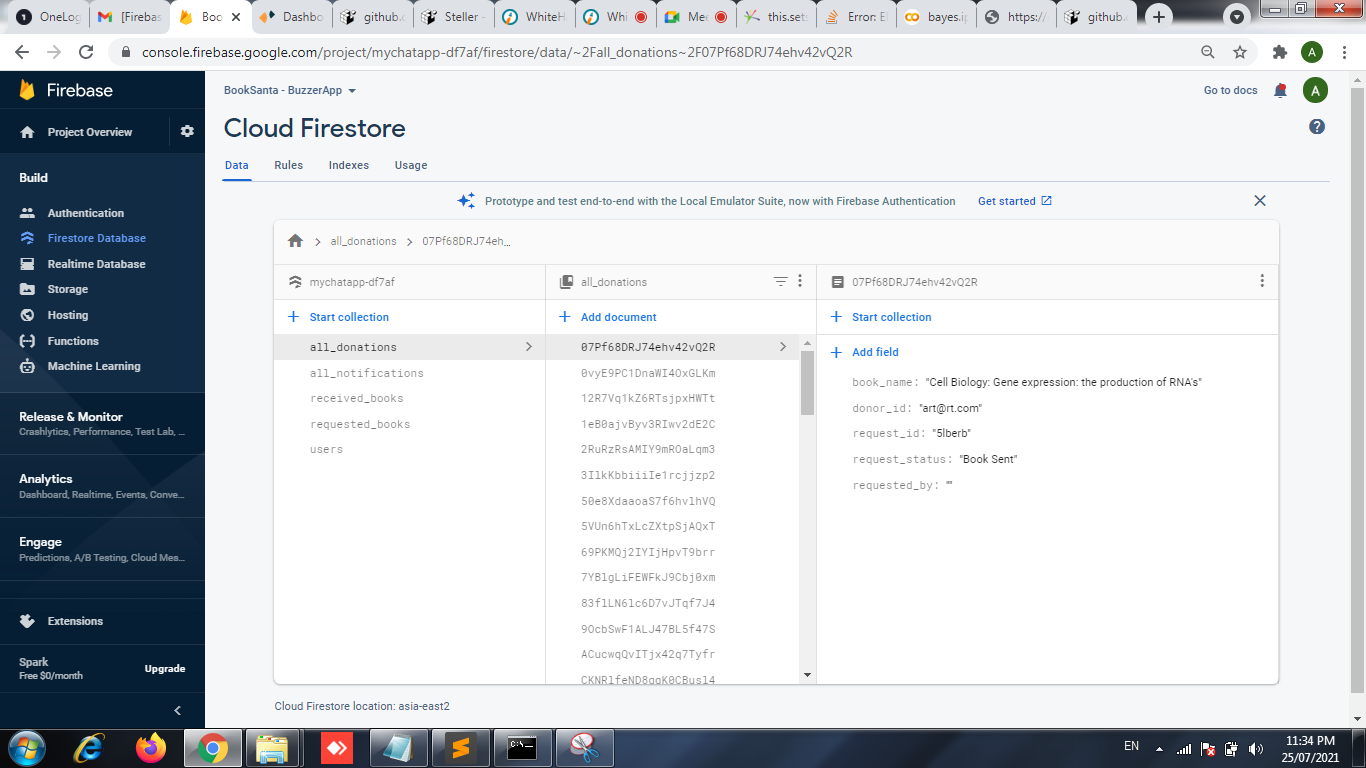 OneLog
[Firebas
Boo
Dashbo
github.c
Steller -
WhiteH
Whi
Mee
this.sets
Error: E
bayes.ip
https://
github.
console.firebase.google.com/project/mychatapp-df7af/firestore/data/~2Fall_donations~2F07Pf68DRJ74ehv42vQ2R
A
Firebase
BookSanta - BuzzerApp
Go to docs
A
Project Overview
Cloud Firestore
Data
Rules
Indexes
Usage
Build
Authentication
Firestore Database
Realtime Database
Storage
Hosting
Functions
Machine Learning
Release & Monitor
Crashlytics, Performance, Test Lab, ...
Analytics
Dashboard, Realtime, Events, Conve...
Engage
Predictions, A/B Testing, Cloud Mes...
Extensions
Spark
Free $0/month
Upgrade
Prototype and test end-to-end with the Local Emulator Suite, now with Firebase Authentication
Get started
all_donations
07Pf68DRJ74eh_
mychatapp-df7af
Start collection
all_donations
all_notifications
received_books
requested_books
users
all_donations
Add document
07Pf68DRJ74ehv42vQ2R
0vyE9PC1DnaWI4OxGLKm
12R7Vq1kZ6RTsjpxHWTt
1eB0ajvByv3RIwv2dE2C
2RuRzRsAMIY9mROaLqm3
3IlkKbbiiiIe1rcjjzp2
50e8XdaaoaS7f6hvlhVQ
5VUn6hTxLcZXtpSjAQxT
69PKMQj2IYIjHpvT9brr
7YBlgLiFEWFkJ9Cbj0xm
83flLN6lc6D7vJTqf7J4
9OcbSwF1ALJ47BL5f47S
ACucwqQvITjx42q7Tyfr
07Pf68DRJ74ehv42vQ2R
Start collection
Add field
book_name: "Cell Biology: Gene expression: the production of RNA's"
donor_id: "art@rt.com"
request_id: "5lberb"
request_status: "Book Sent"
requested_by: ""
Cloud Firestore location: asia-east2
EN
11:34 PM
25/07/2021